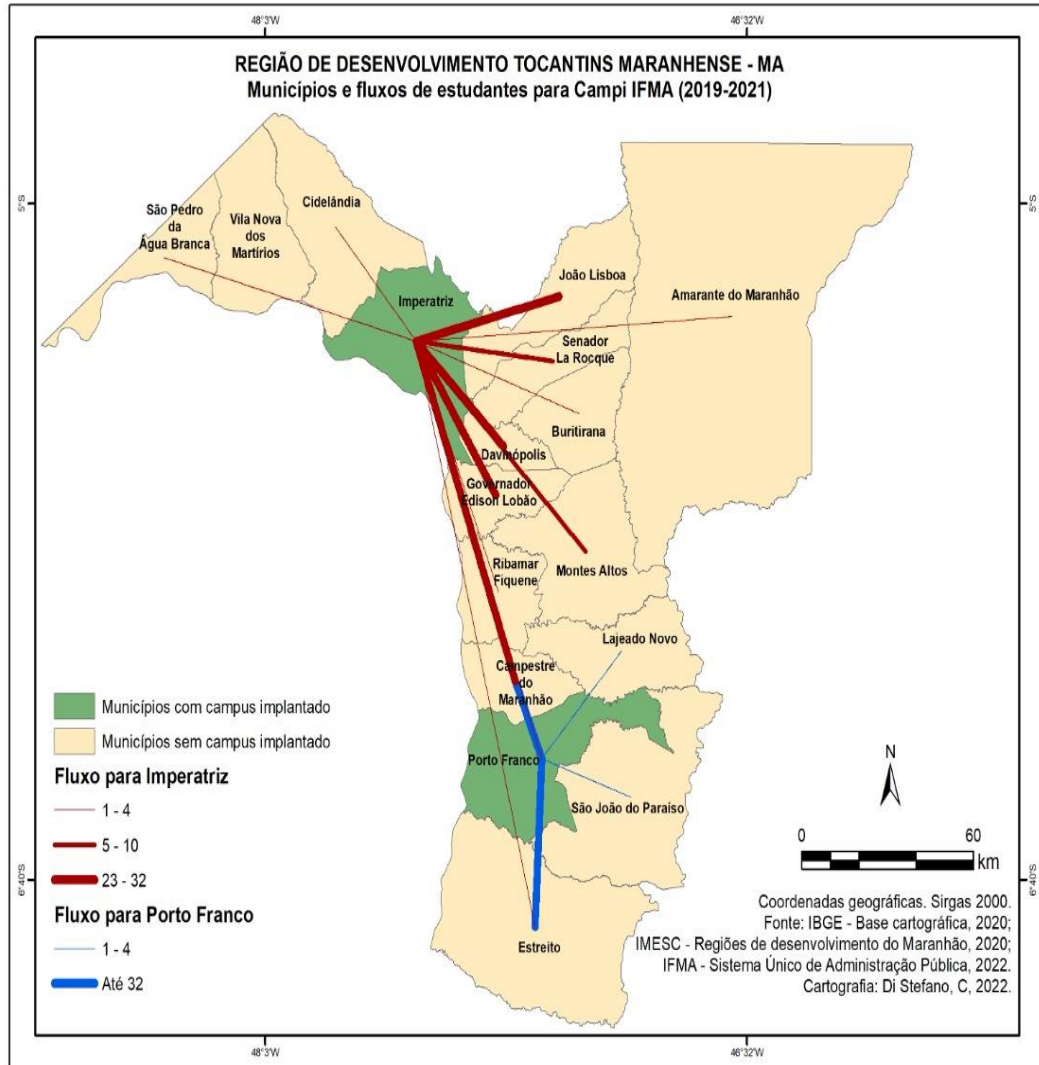 48°3'W
46°32'W
REGIÃO DE DESENVOLVIMENTO TOCANTINS MARANHENSE - MA
Municípios e fluxos de estudantes para Campi IFMA (2019-2021)
5°S
5°S
São Pedro
da
Água Branca
Vila Nova
dos
Martírios
Cidelândia
Imperatriz
João Lisboa
Amarante do Maranhão
Senador
La Rocque
Buritirana
Davinópolis
Governador
Edison Lobão
Ribamar
Fiquene
Montes Altos
Lajeado Novo
Campestre
do
Maranhão
Porto Franco
São João do Paraíso
Estreito
Municípios com campus implantado
Municípios sem campus implantado
Fluxo para Imperatriz
1 - 4
5 - 10
23 - 32
Fluxo para Porto Franco
1 - 4
Até 32
N
0 60
km
6°40'S
6°40'S
Coordenadas geográficas. Sirgas 2000.
Fonte: IBGE - Base cartográfica, 2020;
IMESC - Regiões de desenvolvimento do Maranhão, 2020;
IFMA - Sistema Único de Administração Pública, 2022.
Cartografia: Di Stefano, C, 2022.
48°3'W
46°32'W